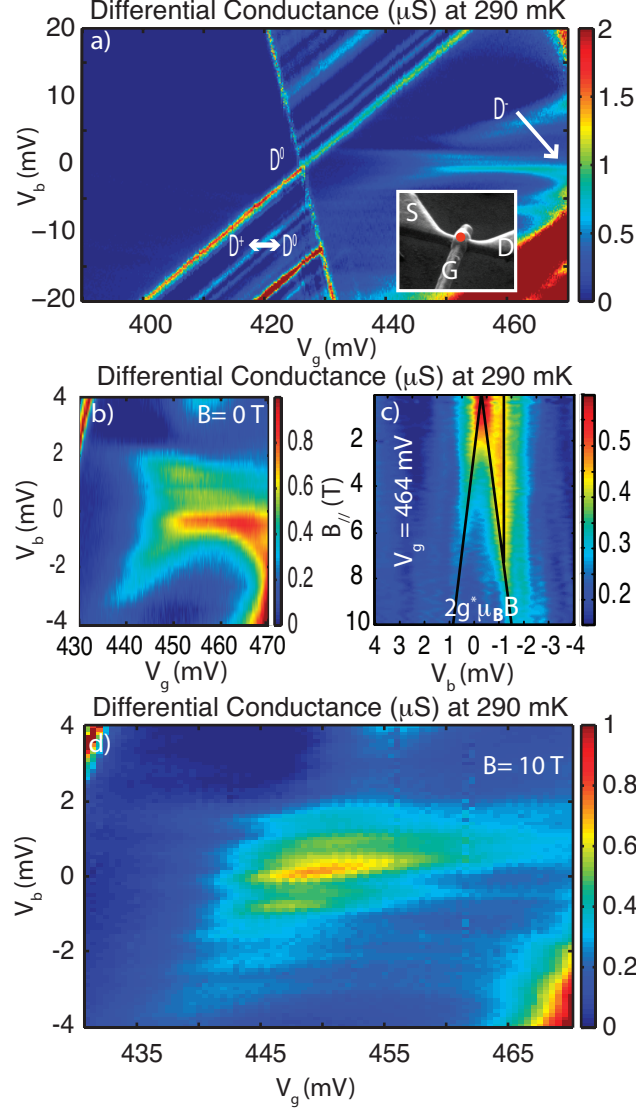 Differential Conductance (μS) at 290 mK
a)
20
10
0
−10
−20
V_b (mV)
400
420
440
460
V_g (mV)
D⁰
D⁺ ↔ D⁰
D⁻
S
D
G
2
1.5
1
0.5
0
Differential Conductance (μS) at 290 mK
b)
B= 0 T
4
2
0
-2
-4
V_b (mV)
430 440 450 460 470
V_g (mV)
0.8
0.6
0.4
0.2
0
c)
V_g = 464 mV
2
4
6
8
10
B_// (T)
2g*μ_BB
4 3 2 1 0 -1 -2 -3 -4
V_b (mV)
0.5
0.4
0.3
0.2
Differential Conductance (μS) at 290 mK
d)
B= 10 T
4
2
0
-2
-4
V_b (mV)
435
445
455
465
V_g (mV)
1
0.8
0.6
0.4
0.2
0